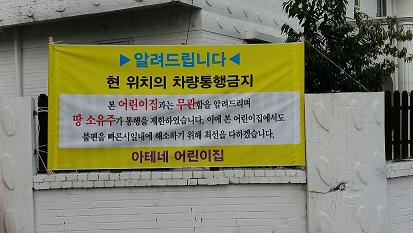 ▶알려드립니다◀
현 위치의 차량통행금지
본 어린이집과는 무관함을 알려드리며
땅 소유주가 통행을 제한하였습니다. 이에 본 어린이집에서도
불편을 빠른시일내에 해소하기 위해 최선을 다하겠습니다.
아테네 어린이집